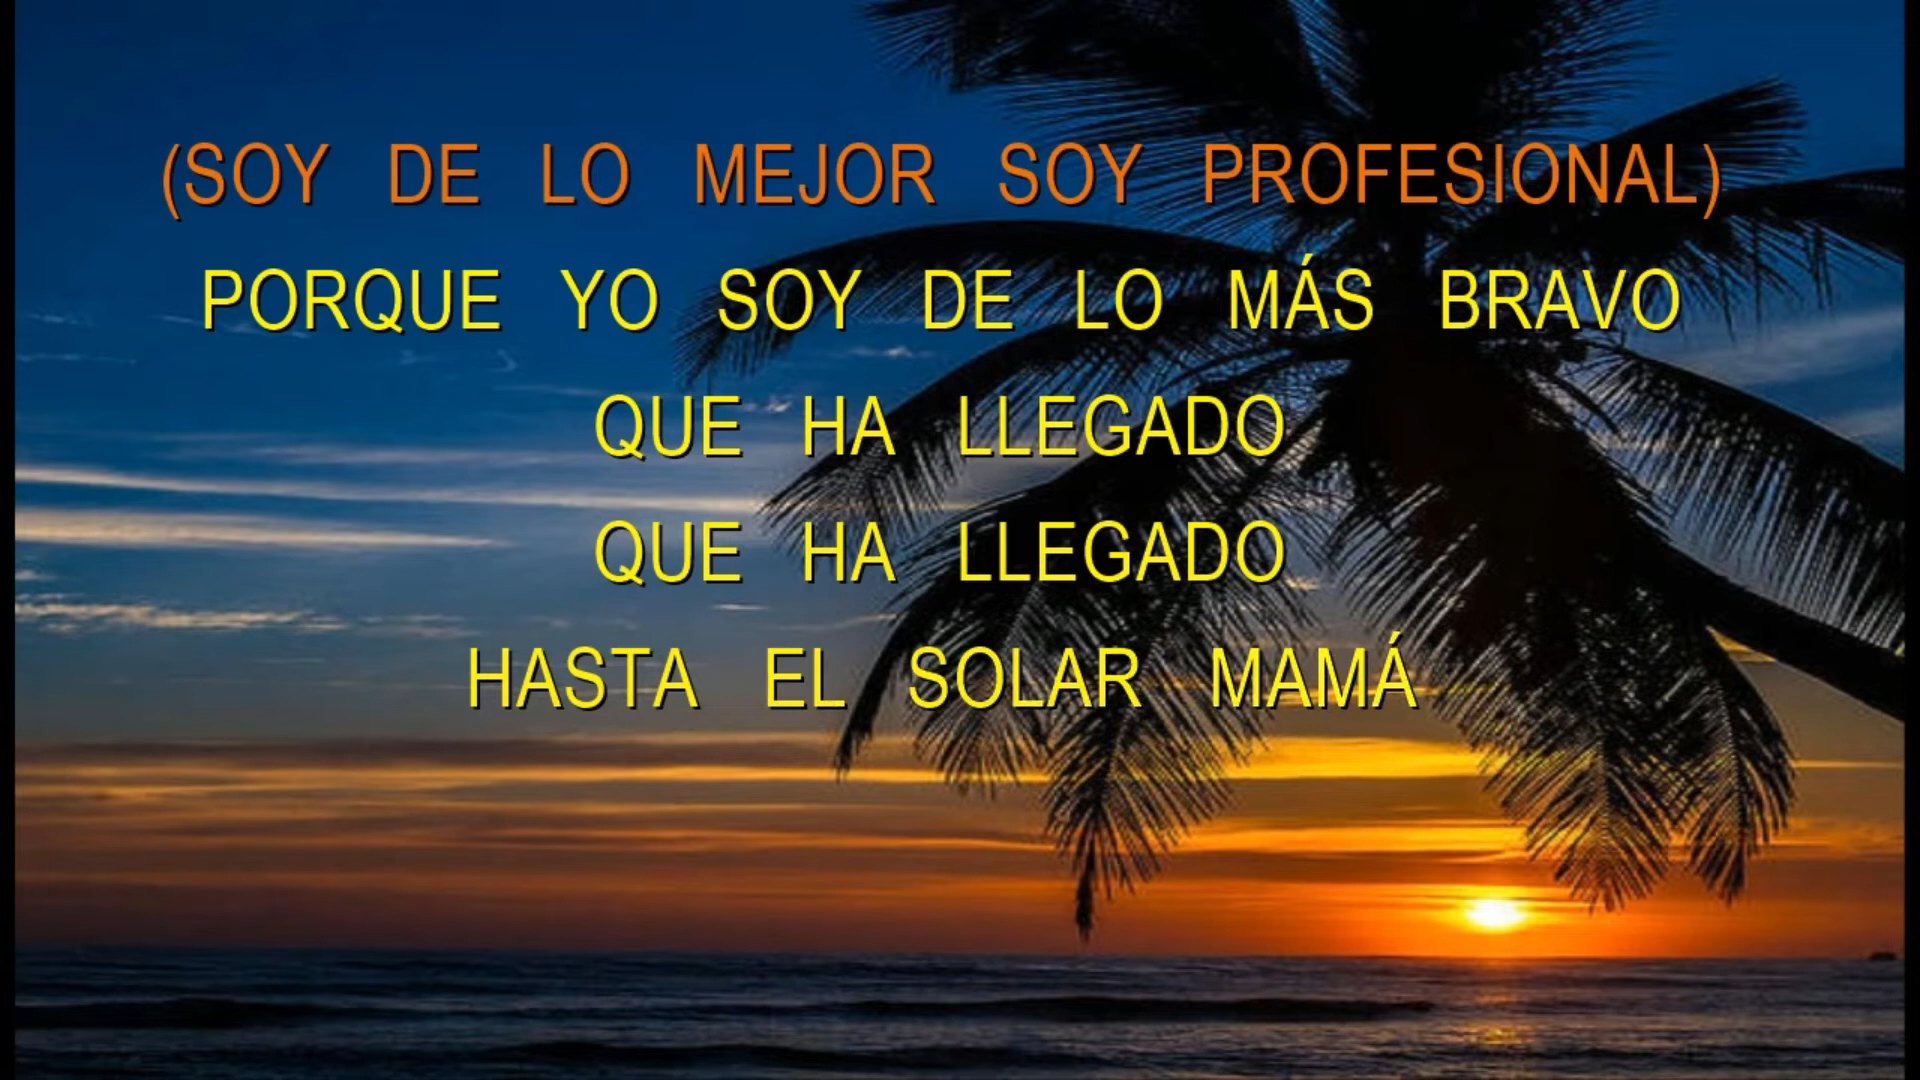 (SOY DE LO MEJOR SOY PROFESIONAL)
PORQUE YO SOY DE LO MÁS BRAVO
QUE HA LLEGADO
QUE HA LLEGADO
HASTA EL SOLAR MAMÁ